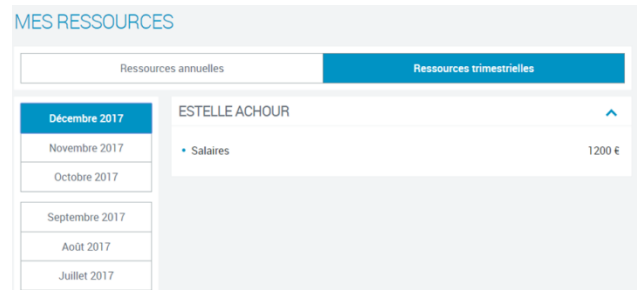 MES RESSOURCES
Ressources annuelles
Ressources trimestrielles
Décembre 2017
Novembre 2017
Octobre 2017
Septembre 2017
Août 2017
Juillet 2017
ESTELLE ACHOUR
• Salaires 1200 €